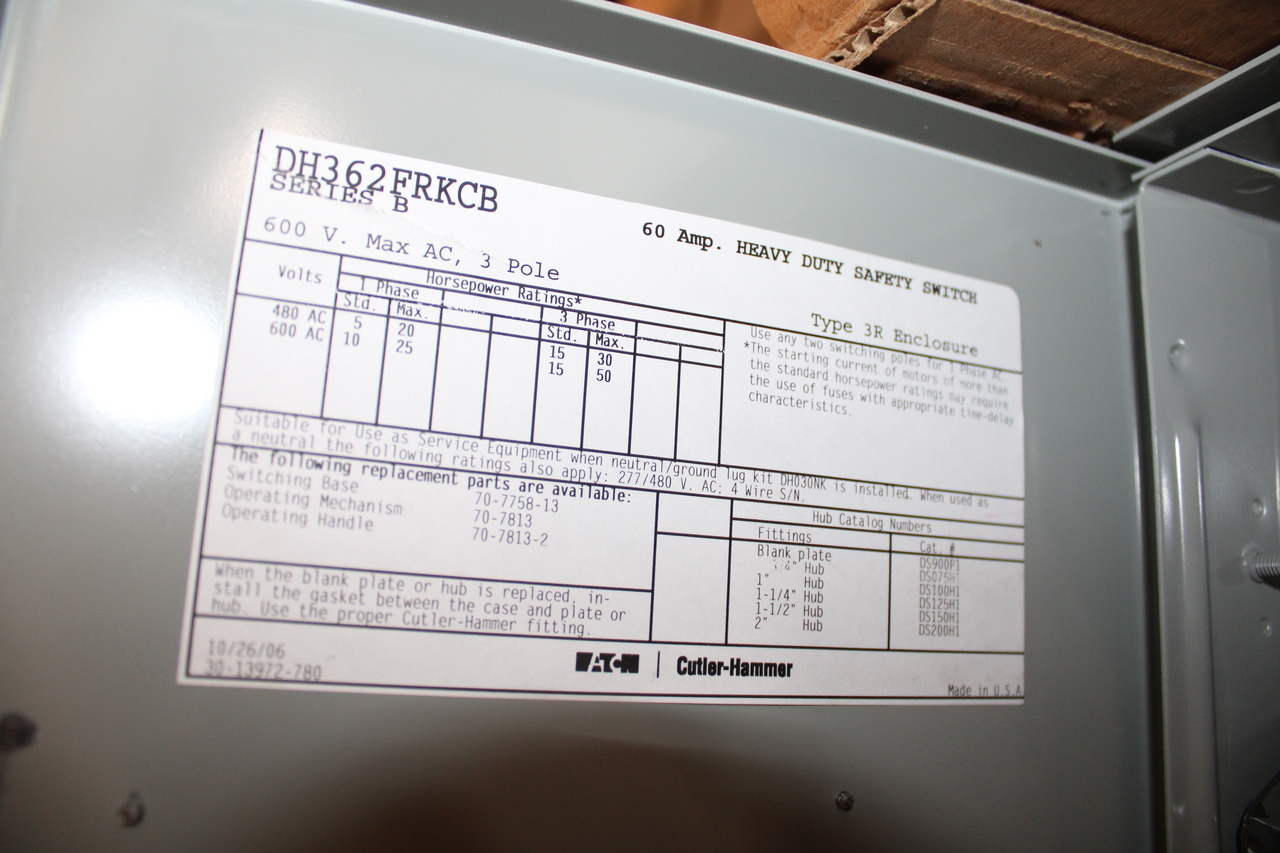 DH362FRKCB
SERIES B
60 Amp. HEAVY DUTY SAFETY SWITCH
600 V. Max AC, 3 Pole
Type 3R Enclosure
Volts
Horsepower Ratings*
1 Phase
3 Phase
Std. Max. Std. Max.
480 AC 5 20 15 30
600 AC 10 25 15 50
Use any two switching poles for 1 Phase AC.
*The starting current of motors of more than
the standard horsepower ratings may require
the use of fuses with appropriate time-delay
characteristics.
Suitable for Use as Service Equipment when neutral/ground lug kit DH030NK is installed. When used as
a neutral the following ratings also apply: 277/480 V. AC; 4 Wire S/N.
The following replacement parts are available:
Switching Base 70-7758-13
Operating Mechanism 70-7813
Operating Handle 70-7813-2
Hub Catalog Numbers
Fittings Cat. #
Blank plate DS900P1
3/4" Hub DS075H1
1" Hub DS100H1
1-1/4" Hub DS125H1
1-1/2" Hub DS150H1
2" Hub DS200H1
When the blank plate or hub is replaced, in-
stall the gasket between the case and plate or
hub. Use the proper Cutler-Hammer fitting.
10/26/06
30-13972-780
EATON | Cutler-Hammer
Made in U.S.A